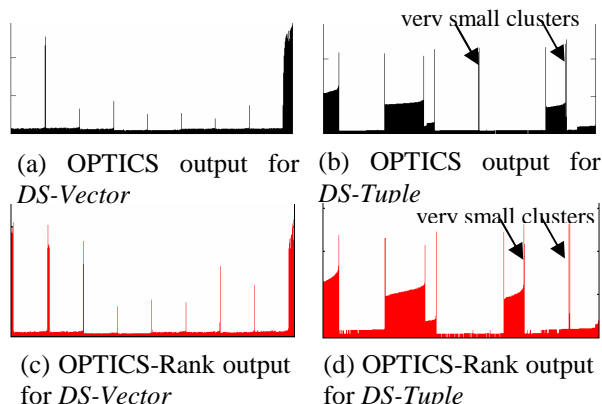 very small clusters
(a) OPTICS output for
DS-Vector
(b) OPTICS output for
DS-Tuple
very small clusters
(c) OPTICS-Rank output
for DS-Vector
(d) OPTICS-Rank output
for DS-Tuple